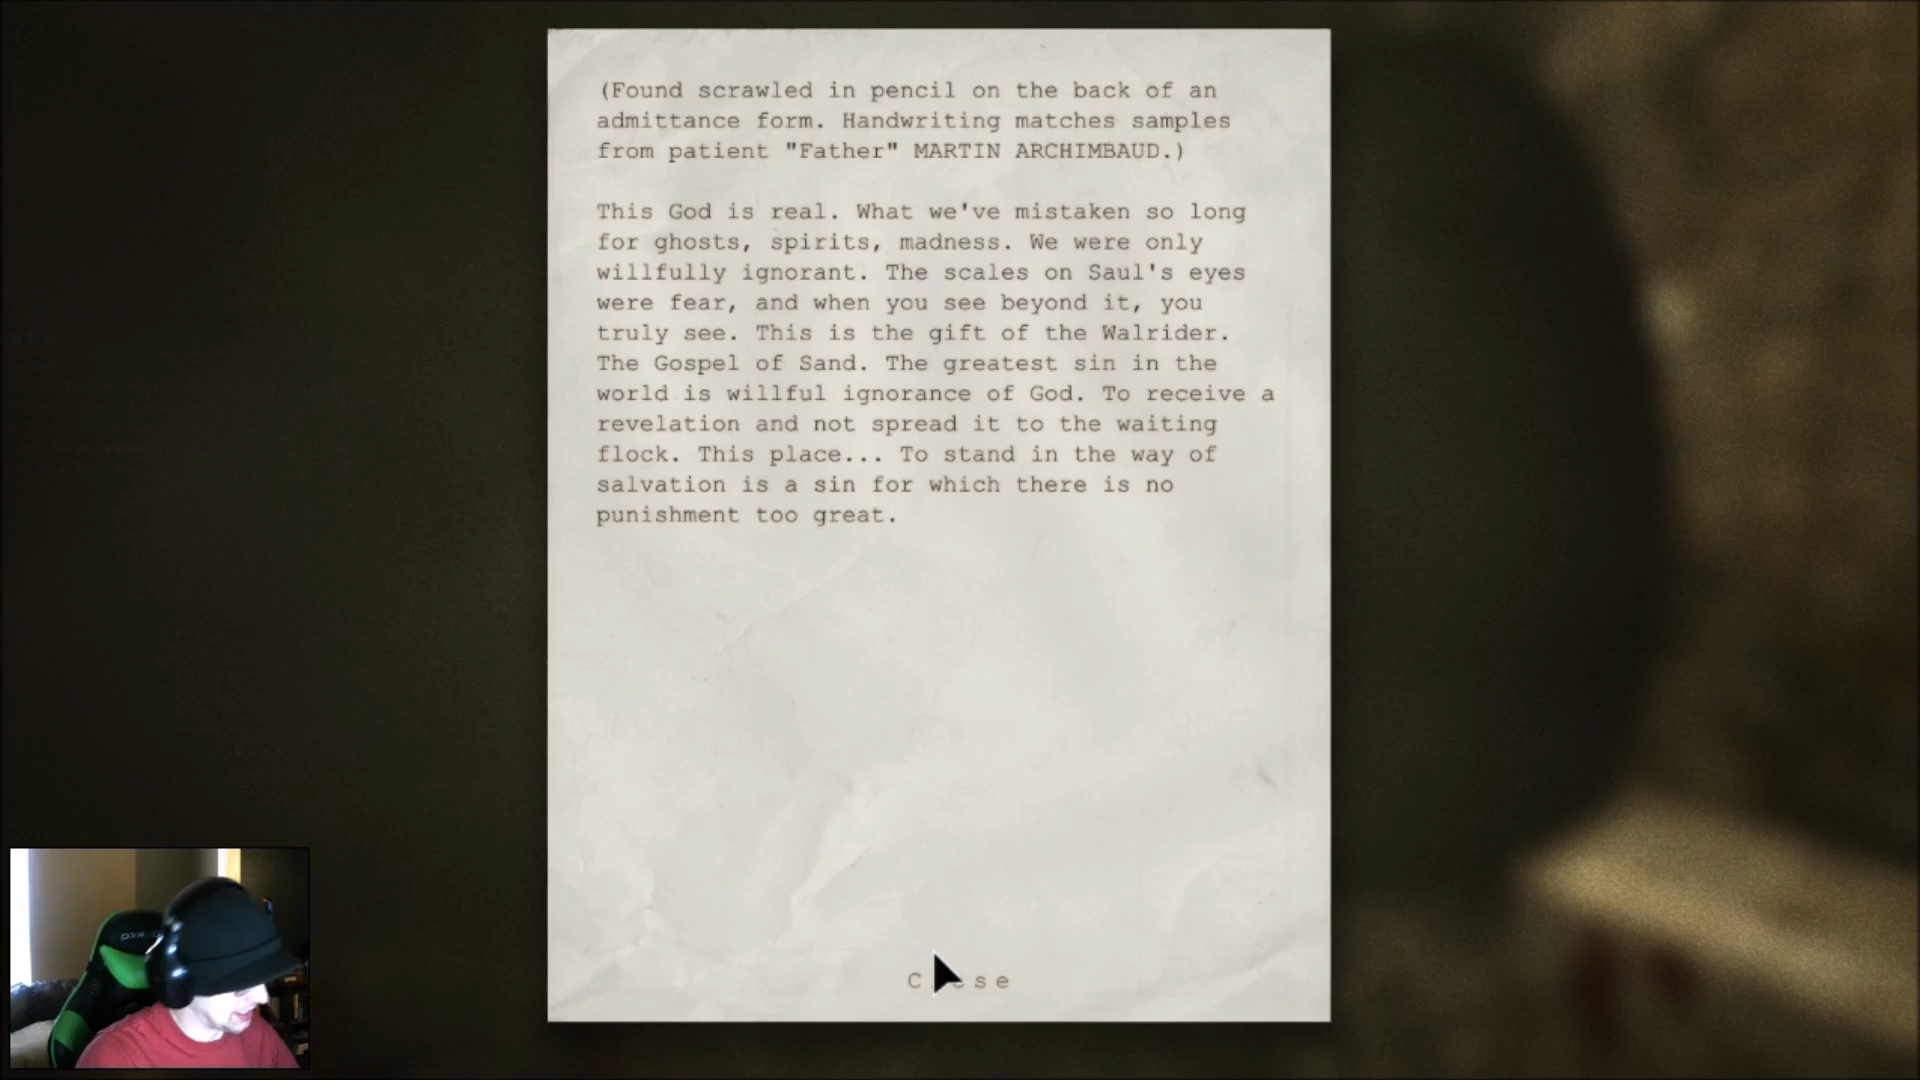 (Found scrawled in pencil on the back of an
admittance form. Handwriting matches samples
from patient "Father" MARTIN ARCHIMBAUD.)
This God is real. What we've mistaken so long
for ghosts, spirits, madness. We were only
willfully ignorant. The scales on Saul's eyes
were fear, and when you see beyond it, you
truly see. This is the gift of the Walrider.
The Gospel of Sand. The greatest sin in the
world is willful ignorance of God. To receive a
revelation and not spread it to the waiting
flock. This place... To stand in the way of
salvation is a sin for which there is no
punishment too great.